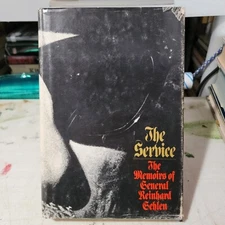 The
Service
The
Memoirs of
General
Reinhard
Gehlen